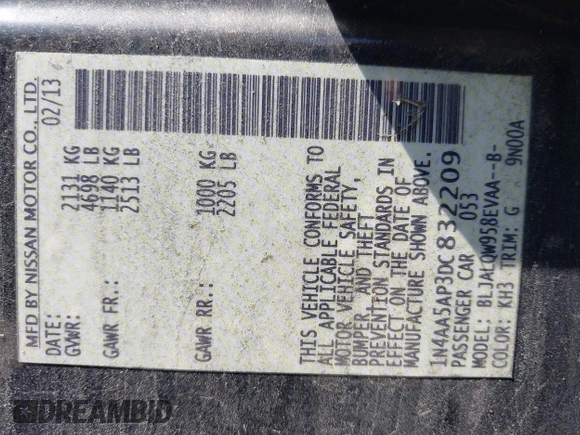 MFD BY NISSAN MOTOR CO., LTD.
DATE: 02/13
GVWR: 2131 KG
4698 LB
GAWR FR.: 1140 KG
2513 LB
GAWR RR.: 1000 KG
2205 LB
THIS VEHICLE CONFORMS TO
ALL APPLICABLE FEDERAL
MOTOR VEHICLE SAFETY,
BUMPER, AND THEFT
PREVENTION STANDARDS IN
EFFECT ON THE DATE OF
MANUFACTURE SHOWN ABOVE.
1N4AA5AP3DC832209
PASSENGER CAR 053
MODEL: BLJALQW958EVAA--B-
COLOR: KH3 TRIM: G 9N00A
DREAMBID